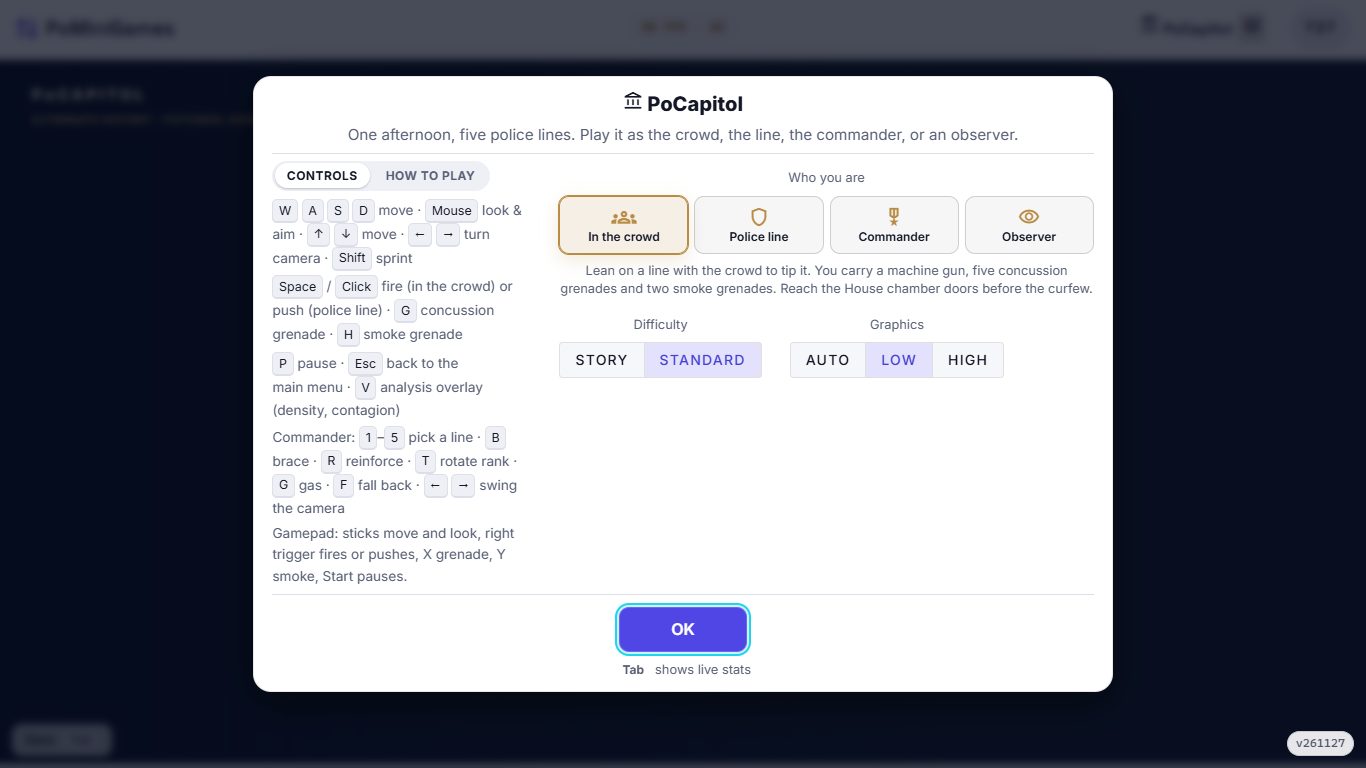 PoMiniGames
PoCapitol
POCAPITOL
PoCapitol
One afternoon, five police lines. Play it as the crowd, the line, the commander, or an observer.
CONTROLS HOW TO PLAY
W A S D move · Mouse look &
aim · ↑ ↓ move · ← → turn
camera · Shift sprint
Space / Click fire (in the crowd) or
push (police line) · G concussion
grenade · H smoke grenade
P pause · Esc back to the
main menu · V analysis overlay
(density, contagion)
Commander: 1–5 pick a line · B
brace · R reinforce · T rotate rank ·
G gas · F fall back · ← → swing
the camera
Gamepad: sticks move and look, right
trigger fires or pushes, X grenade, Y
smoke, Start pauses.
Who you are
In the crowd Police line Commander Observer
Lean on a line with the crowd to tip it. You carry a machine gun, five concussion
grenades and two smoke grenades. Reach the House chamber doors before the curfew.
Difficulty Graphics
STORY STANDARD AUTO LOW HIGH
OK
Tab shows live stats
v261127